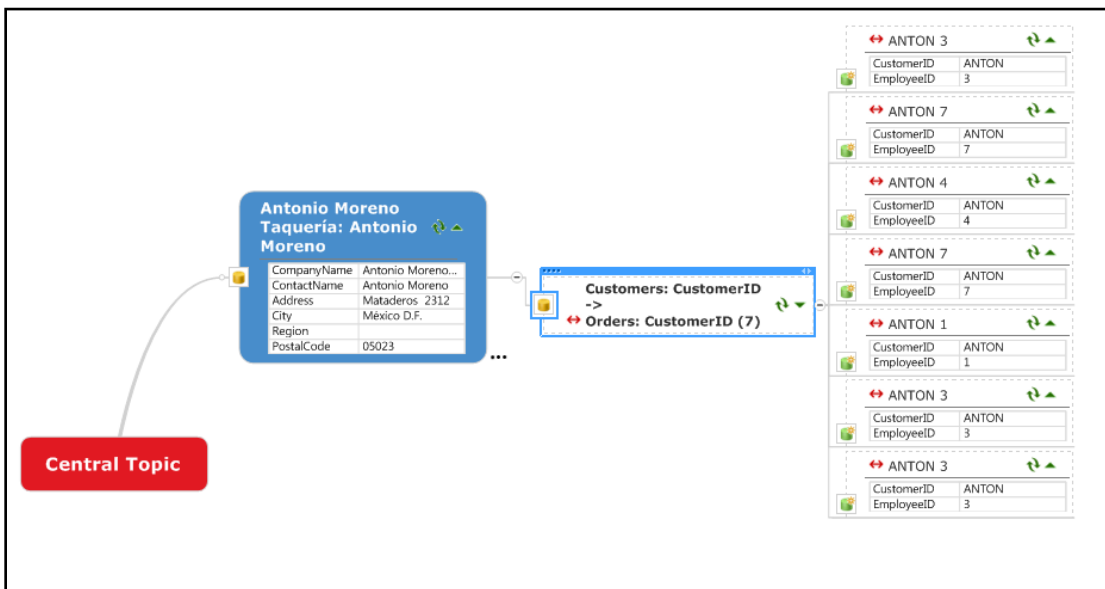 Central Topic
Antonio Moreno
Taquería: Antonio
Moreno
CompanyName Antonio Moreno...
ContactName Antonio Moreno
Address Mataderos 2312
City México D.F.
Region
PostalCode 05023
...
Customers: CustomerID
->
Orders: CustomerID (7)
ANTON 3
CustomerID ANTON
EmployeeID 3
ANTON 7
CustomerID ANTON
EmployeeID 7
ANTON 4
CustomerID ANTON
EmployeeID 4
ANTON 7
CustomerID ANTON
EmployeeID 7
ANTON 1
CustomerID ANTON
EmployeeID 1
ANTON 3
CustomerID ANTON
EmployeeID 3
ANTON 3
CustomerID ANTON
EmployeeID 3